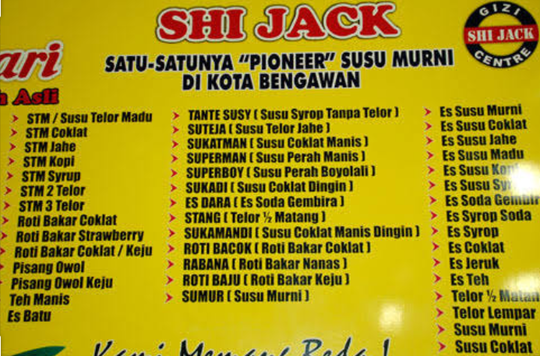 SHI JACK
GIZI
SHI JACK
CENTRE
SATU-SATUNYA "PIONEER" SUSU MURNI
DI KOTA BENGAWAN
ari
Asli
STM / Susu Telor Madu
STM Coklat
STM Jahe
STM Kopi
STM Syrup
STM 2 Telor
STM 3 Telor
Roti Bakar Coklat
Roti Bakar Strawberry
Roti Bakar Coklat / Keju
Pisang Owol
Pisang Owol Keju
Teh Manis
Es Batu
TANTE SUSY ( Susu Syrop Tanpa Telor )
SUTEJA ( Susu Telor Jahe )
SUKATMAN ( Susu Coklat Manis )
SUPERMAN ( Susu Perah Manis )
SUPERBOY ( Susu Perah Boyolali )
SUKADI ( Susu Coklat Dingin )
ES DARA ( Es Soda Gembira )
STANG ( Telor ½ Matang )
SUKAMANDI ( Susu Coklat Manis Dingin )
ROTI BACOK ( Roti Bakar Coklat )
RABANA ( Roti Bakar Nanas )
ROTI BAJU ( Roti Bakar Keju )
SUMUR ( Susu Murni )
Es Susu Murni
Es Susu Coklat
Es Susu Jahe
Es Susu Madu
Es Susu Kopi
Es Susu
Es Soda Gembira
Es Syrop Soda
Es Syrop
Es Coklat
Es Jeruk
Es Teh
Telor ½ Matan
Telor Lempar
Susu Murni
Susu Coklat
Kami Memang Beda !